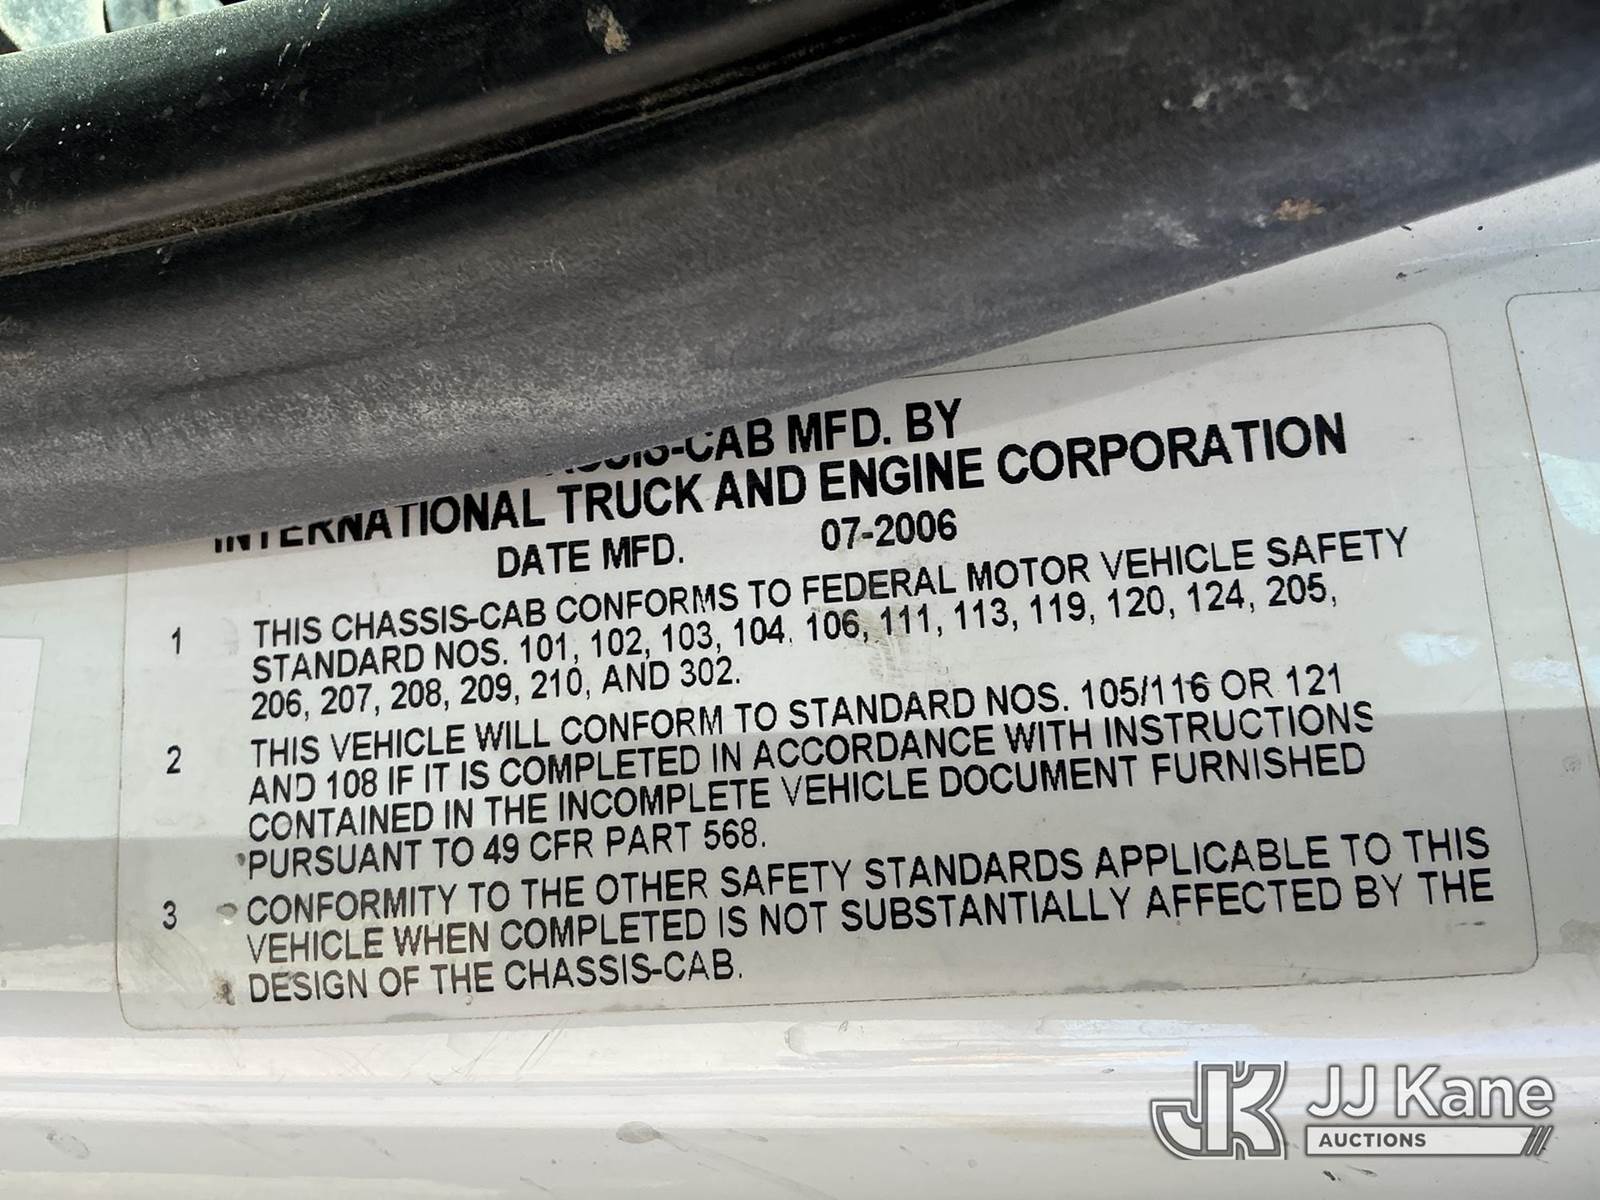 CHASSIS-CAB MFD. BY
INTERNATIONAL TRUCK AND ENGINE CORPORATION
DATE MFD. 07-2006
1 THIS CHASSIS-CAB CONFORMS TO FEDERAL MOTOR VEHICLE SAFETY
STANDARD NOS. 101, 102, 103, 104, 106, 111, 113, 119, 120, 124, 205,
206, 207, 208, 209, 210, AND 302.
2 THIS VEHICLE WILL CONFORM TO STANDARD NOS. 105/116 OR 121
AND 108 IF IT IS COMPLETED IN ACCORDANCE WITH INSTRUCTIONS
CONTAINED IN THE INCOMPLETE VEHICLE DOCUMENT FURNISHED
PURSUANT TO 49 CFR PART 568.
3 CONFORMITY TO THE OTHER SAFETY STANDARDS APPLICABLE TO THIS
VEHICLE WHEN COMPLETED IS NOT SUBSTANTIALLY AFFECTED BY THE
DESIGN OF THE CHASSIS-CAB.
JK JJ Kane
AUCTIONS